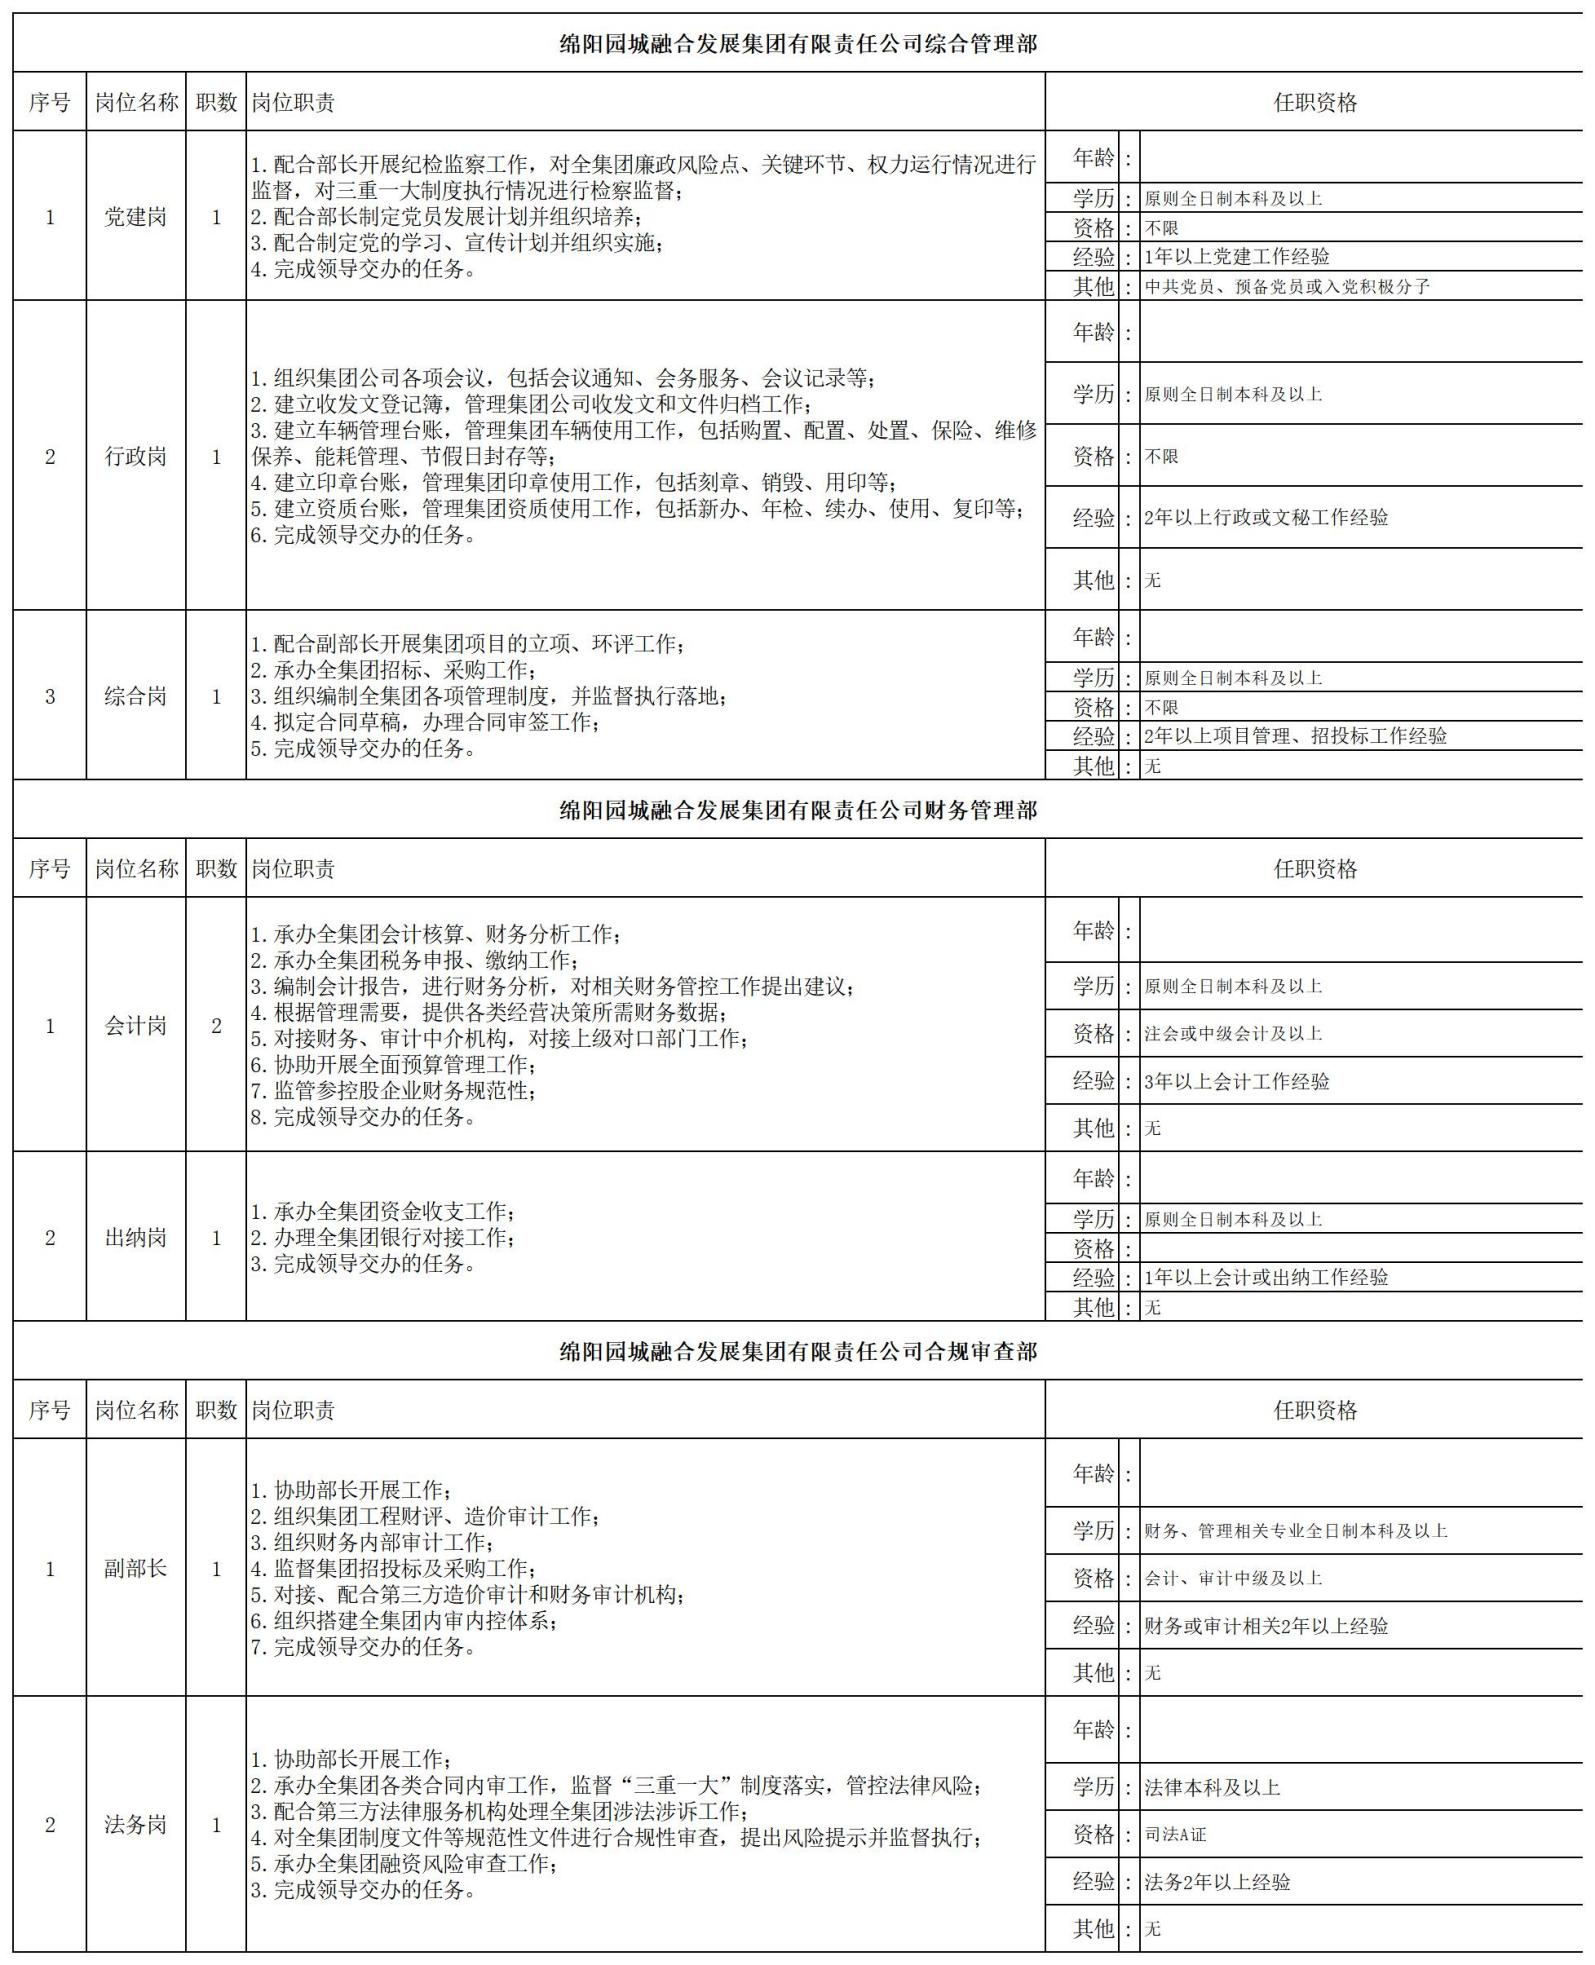 绵阳园城融合发展集团有限责任公司综合管理部
序号 岗位名称 职数 岗位职责 任职资格
1 党建岗 1
1.配合部长开展纪检监察工作，对全集团廉政风险点、关键环节、权力运行情况进行
监督，对三重一大制度执行情况进行检察监督；
2.配合部长制定党员发展计划并组织培养；
3.配合制定党的学习、宣传计划并组织实施；
4.完成领导交办的任务。
年龄：
学历：原则全日制本科及以上
资格：不限
经验：1年以上党建工作经验
其他：中共党员、预备党员或入党积极分子
2 行政岗 1
1.组织集团公司各项会议，包括会议通知、会务服务、会议记录等；
2.建立收发文登记簿，管理集团公司收发文和文件归档工作；
3.建立车辆管理台账，管理集团车辆使用工作，包括购置、配置、处置、保险、维修
保养、能耗管理、节假日封存等；
4.建立印章台账，管理集团印章使用工作，包括刻章、销毁、用印等；
5.建立资质台账，管理集团资质使用工作，包括新办、年检、续办、使用、复印等；
6.完成领导交办的任务。
年龄：
学历：原则全日制本科及以上
资格：不限
经验：2年以上行政或文秘工作经验
其他：无
3 综合岗 1
1.配合副部长开展集团项目的立项、环评工作；
2.承办全集团招标、采购工作；
3.组织编制全集团各项管理制度，并监督执行落地；
4.拟定合同草稿，办理合同审签工作；
5.完成领导交办的任务。
年龄：
学历：原则全日制本科及以上
资格：不限
经验：2年以上项目管理、招投标工作经验
其他：无
绵阳园城融合发展集团有限责任公司财务管理部
序号 岗位名称 职数 岗位职责 任职资格
1 会计岗 2
1.承办全集团会计核算、财务分析工作；
2.承办全集团税务申报、缴纳工作；
3.编制会计报告，进行财务分析，对相关财务管控工作提出建议；
4.根据管理需要，提供各类经营决策所需财务数据；
5.对接财务、审计中介机构，对接上级对口部门工作；
6.协助开展全面预算管理工作；
7.监管参控股企业财务规范性；
8.完成领导交办的任务。
年龄：
学历：原则全日制本科及以上
资格：注会或中级会计及以上
经验：3年以上会计工作经验
其他：无
2 出纳岗 1
1.承办全集团资金收支工作；
2.办理全集团银行对接工作；
3.完成领导交办的任务。
年龄：
学历：原则全日制本科及以上
资格：
经验：1年以上会计或出纳工作经验
其他：无
绵阳园城融合发展集团有限责任公司合规审查部
序号 岗位名称 职数 岗位职责 任职资格
1 副部长 1
1.协助部长开展工作；
2.组织集团工程财评、造价审计工作；
3.组织财务内部审计工作；
4.监督集团招投标及采购工作；
5.对接、配合第三方造价审计和财务审计机构；
6.组织搭建全集团内审内控体系；
7.完成领导交办的任务。
年龄：
学历：财务、管理相关专业全日制本科及以上
资格：会计、审计中级及以上
经验：财务或审计相关2年以上经验
其他：无
2 法务岗 1
1.协助部长开展工作；
2.承办全集团各类合同内审工作，监督“三重一大”制度落实，管控法律风险；
3.配合第三方法律服务机构处理全集团涉法涉诉工作；
4.对全集团制度文件等规范性文件进行合规性审查，提出风险提示并监督执行；
5.承办全集团融资风险审查工作；
3.完成领导交办的任务。
年龄：
学历：法律本科及以上
资格：司法A证
经验：法务2年以上经验
其他：无